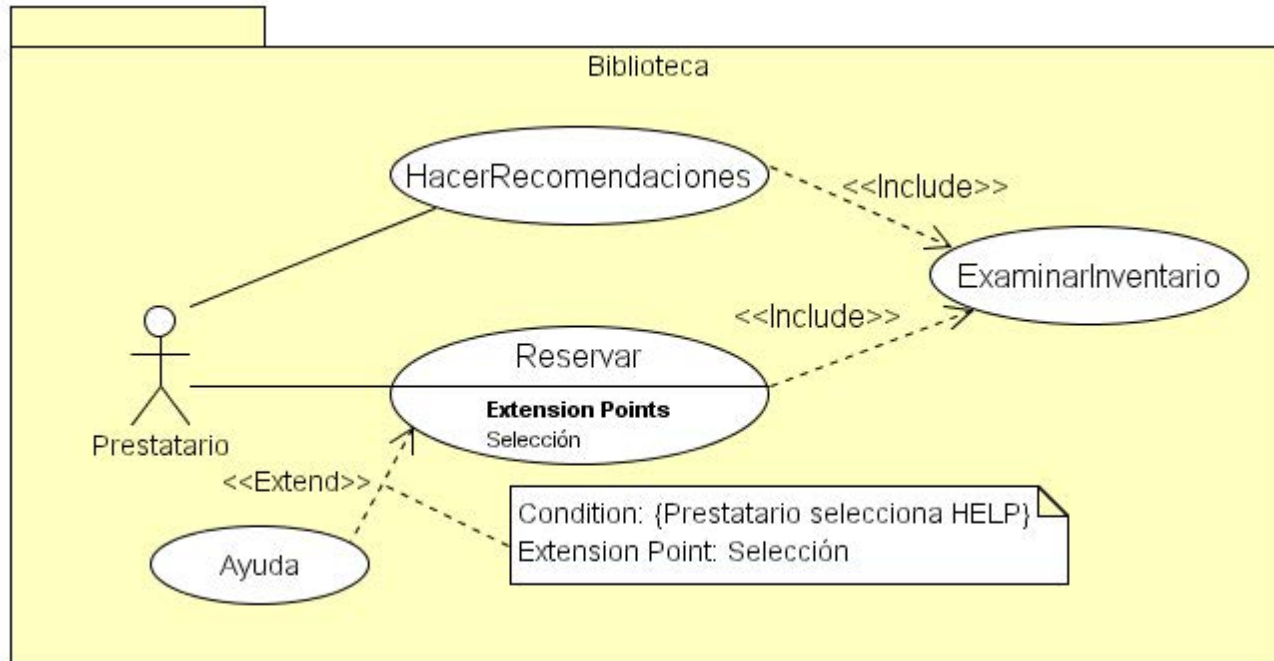 Biblioteca
HacerRecomendaciones
<<Include>>
ExaminarInventario
<<Include>>
Reservar
Extension Points
Selección
Prestatario
<<Extend>>
Condition: {Prestatario selecciona HELP}
Extension Point: Selección
Ayuda